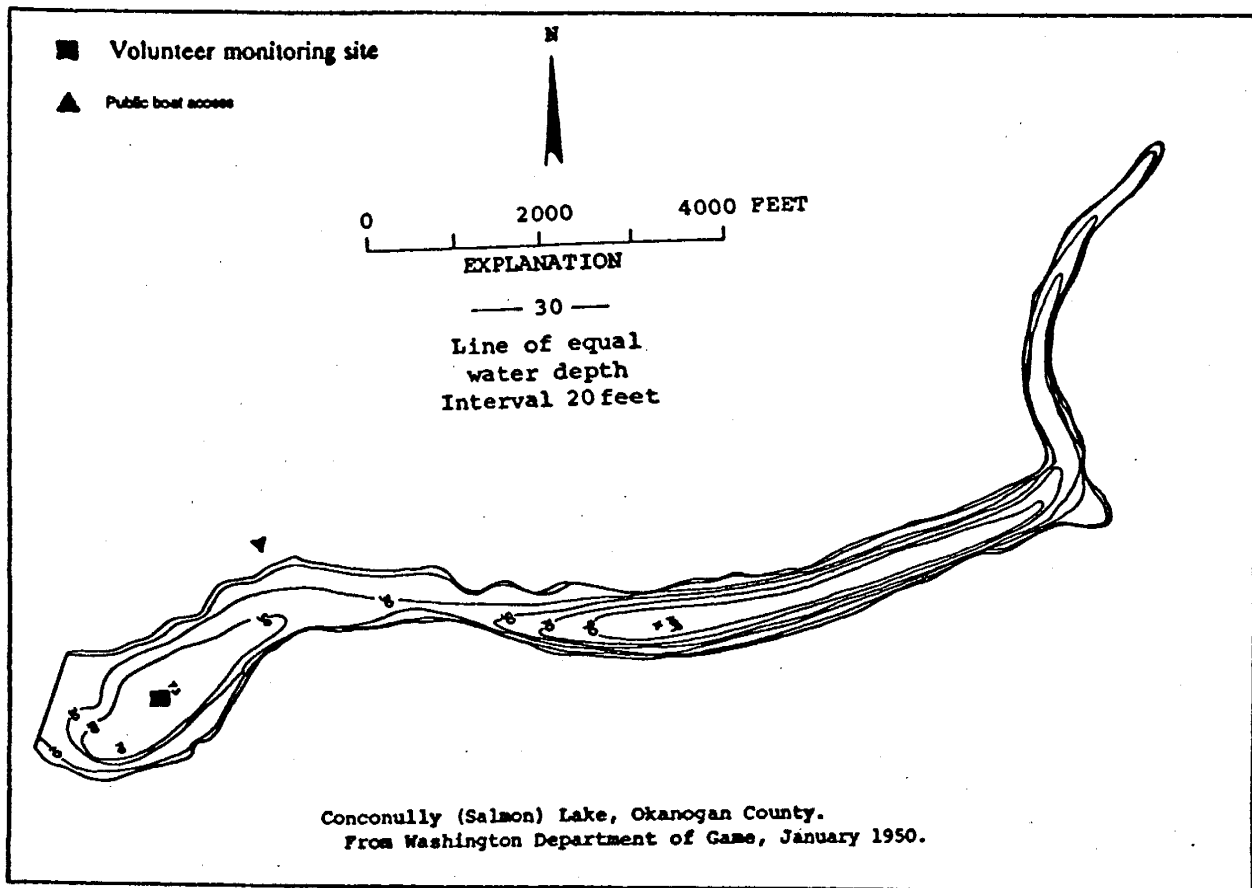 Volunteer monitoring site
N
Public boat access
0 2000 4000 FEET
EXPLANATION
30
Line of equal
water depth
Interval 20 feet
Conconully (Salmon) Lake, Okanogan County.
From Washington Department of Game, January 1950.